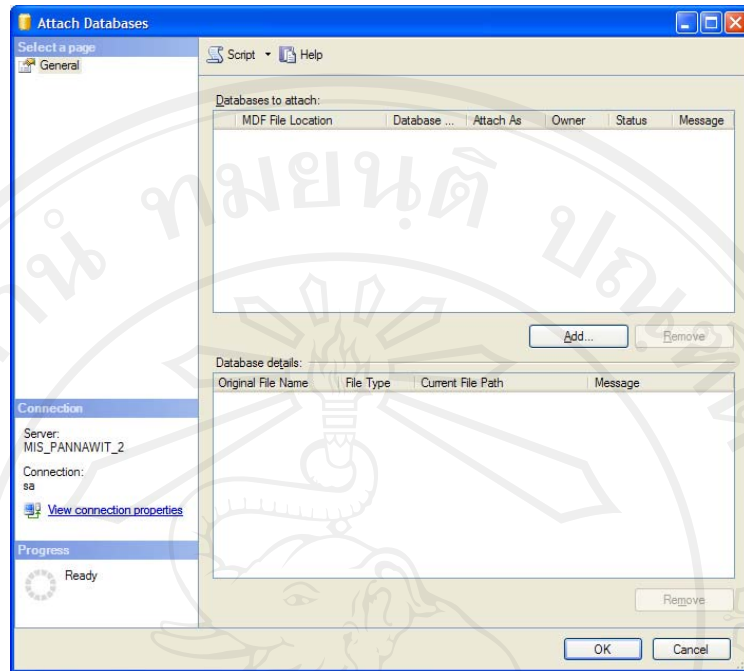 Attach Databases
Select a page
General
Script
Help
Databases to attach:
MDF File Location
Database ...
Attach As
Owner
Status
Message
Add...
Remove
Database details:
Original File Name
File Type
Current File Path
Message
Remove
Connection
Server:
MIS_PANNAWIT_2
Connection:
sa
View connection properties
Progress
Ready
OK
Cancel